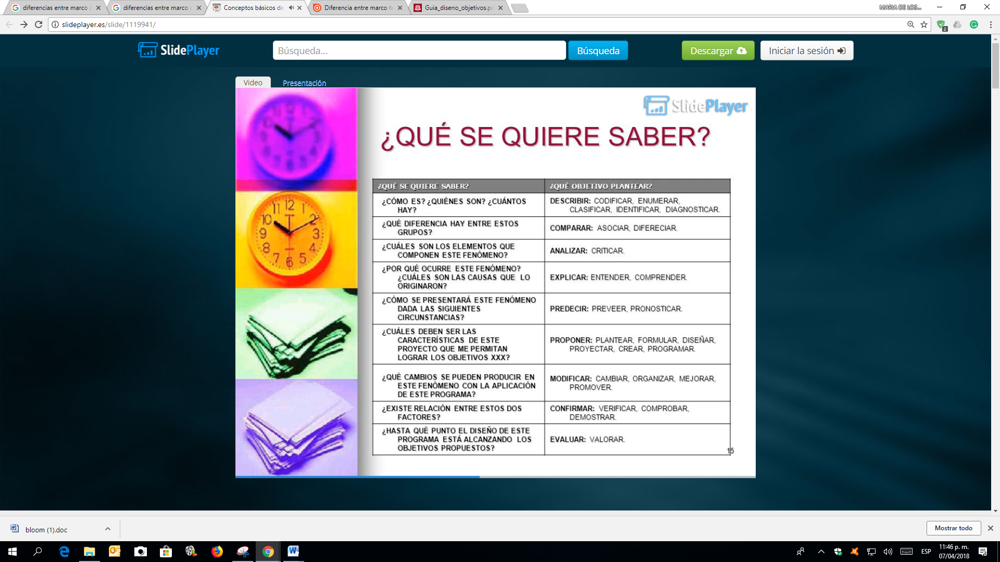 diferencias entre marco
diferencias entre marco
Conceptos básicos de
Diferencia entre marco te
Guia_diseno_objetivos.po
MARIA DE LOS...
slideplayer.es/slide/1119941/
2
SlidePlayer
Búsqueda...
Búsqueda
Descargar
Iniciar la sesión
Video
Presentación
SlidePlayer
¿QUÉ SE QUIERE SABER?
¿QUÉ SE QUIERE SABER?
¿QUÉ OBJETIVO PLANTEAR?
¿CÓMO ES? ¿QUIÉNES SON? ¿CUÁNTOS
HAY?
DESCRIBIR: CODIFICAR, ENUMERAR,
CLASIFICAR, IDENTIFICAR, DIAGNOSTICAR.
¿QUÉ DIFERENCIA HAY ENTRE ESTOS
GRUPOS?
COMPARAR: ASOCIAR, DIFERECIAR.
¿CUÁLES SON LOS ELEMENTOS QUE
COMPONEN ESTE FENÓMENO?
ANALIZAR: CRITICAR.
¿POR QUÉ OCURRE ESTE FENÓMENO?
¿CUÁLES SON LAS CAUSAS QUE LO
ORIGINARON?
EXPLICAR: ENTENDER, COMPRENDER.
¿CÓMO SE PRESENTARÁ ESTE FENÓMENO
DADA LAS SIGUIENTES
CIRCUNSTANCIAS?
PREDECIR: PREVEER, PRONOSTICAR.
¿CUÁLES DEBEN SER LAS
CARACTERÍSTICAS DE ESTE
PROYECTO QUE ME PERMITAN
LOGRAR LOS OBJETIVOS XXX?
PROPONER: PLANTEAR, FORMULAR, DISEÑAR,
PROYECTAR, CREAR, PROGRAMAR.
¿QUÉ CAMBIOS SE PUEDEN PRODUCIR EN
ESTE FENÓMENO CON LA APLICACIÓN
DE ESTE PROGRAMA?
MODIFICAR: CAMBIAR, ORGANIZAR, MEJORAR,
PROMOVER.
¿EXISTE RELACIÓN ENTRE ESTOS DOS
FACTORES?
CONFIRMAR: VERIFICAR, COMPROBAR,
DEMOSTRAR.
¿HASTA QUÉ PUNTO EL DISEÑO DE ESTE
PROGRAMA ESTÁ ALCANZANDO LOS
OBJETIVOS PROPUESTOS?
EVALUAR: VALORAR.
15
bloom (1).doc
Mostrar todo
ESP
11:46 p. m.
07/04/2018